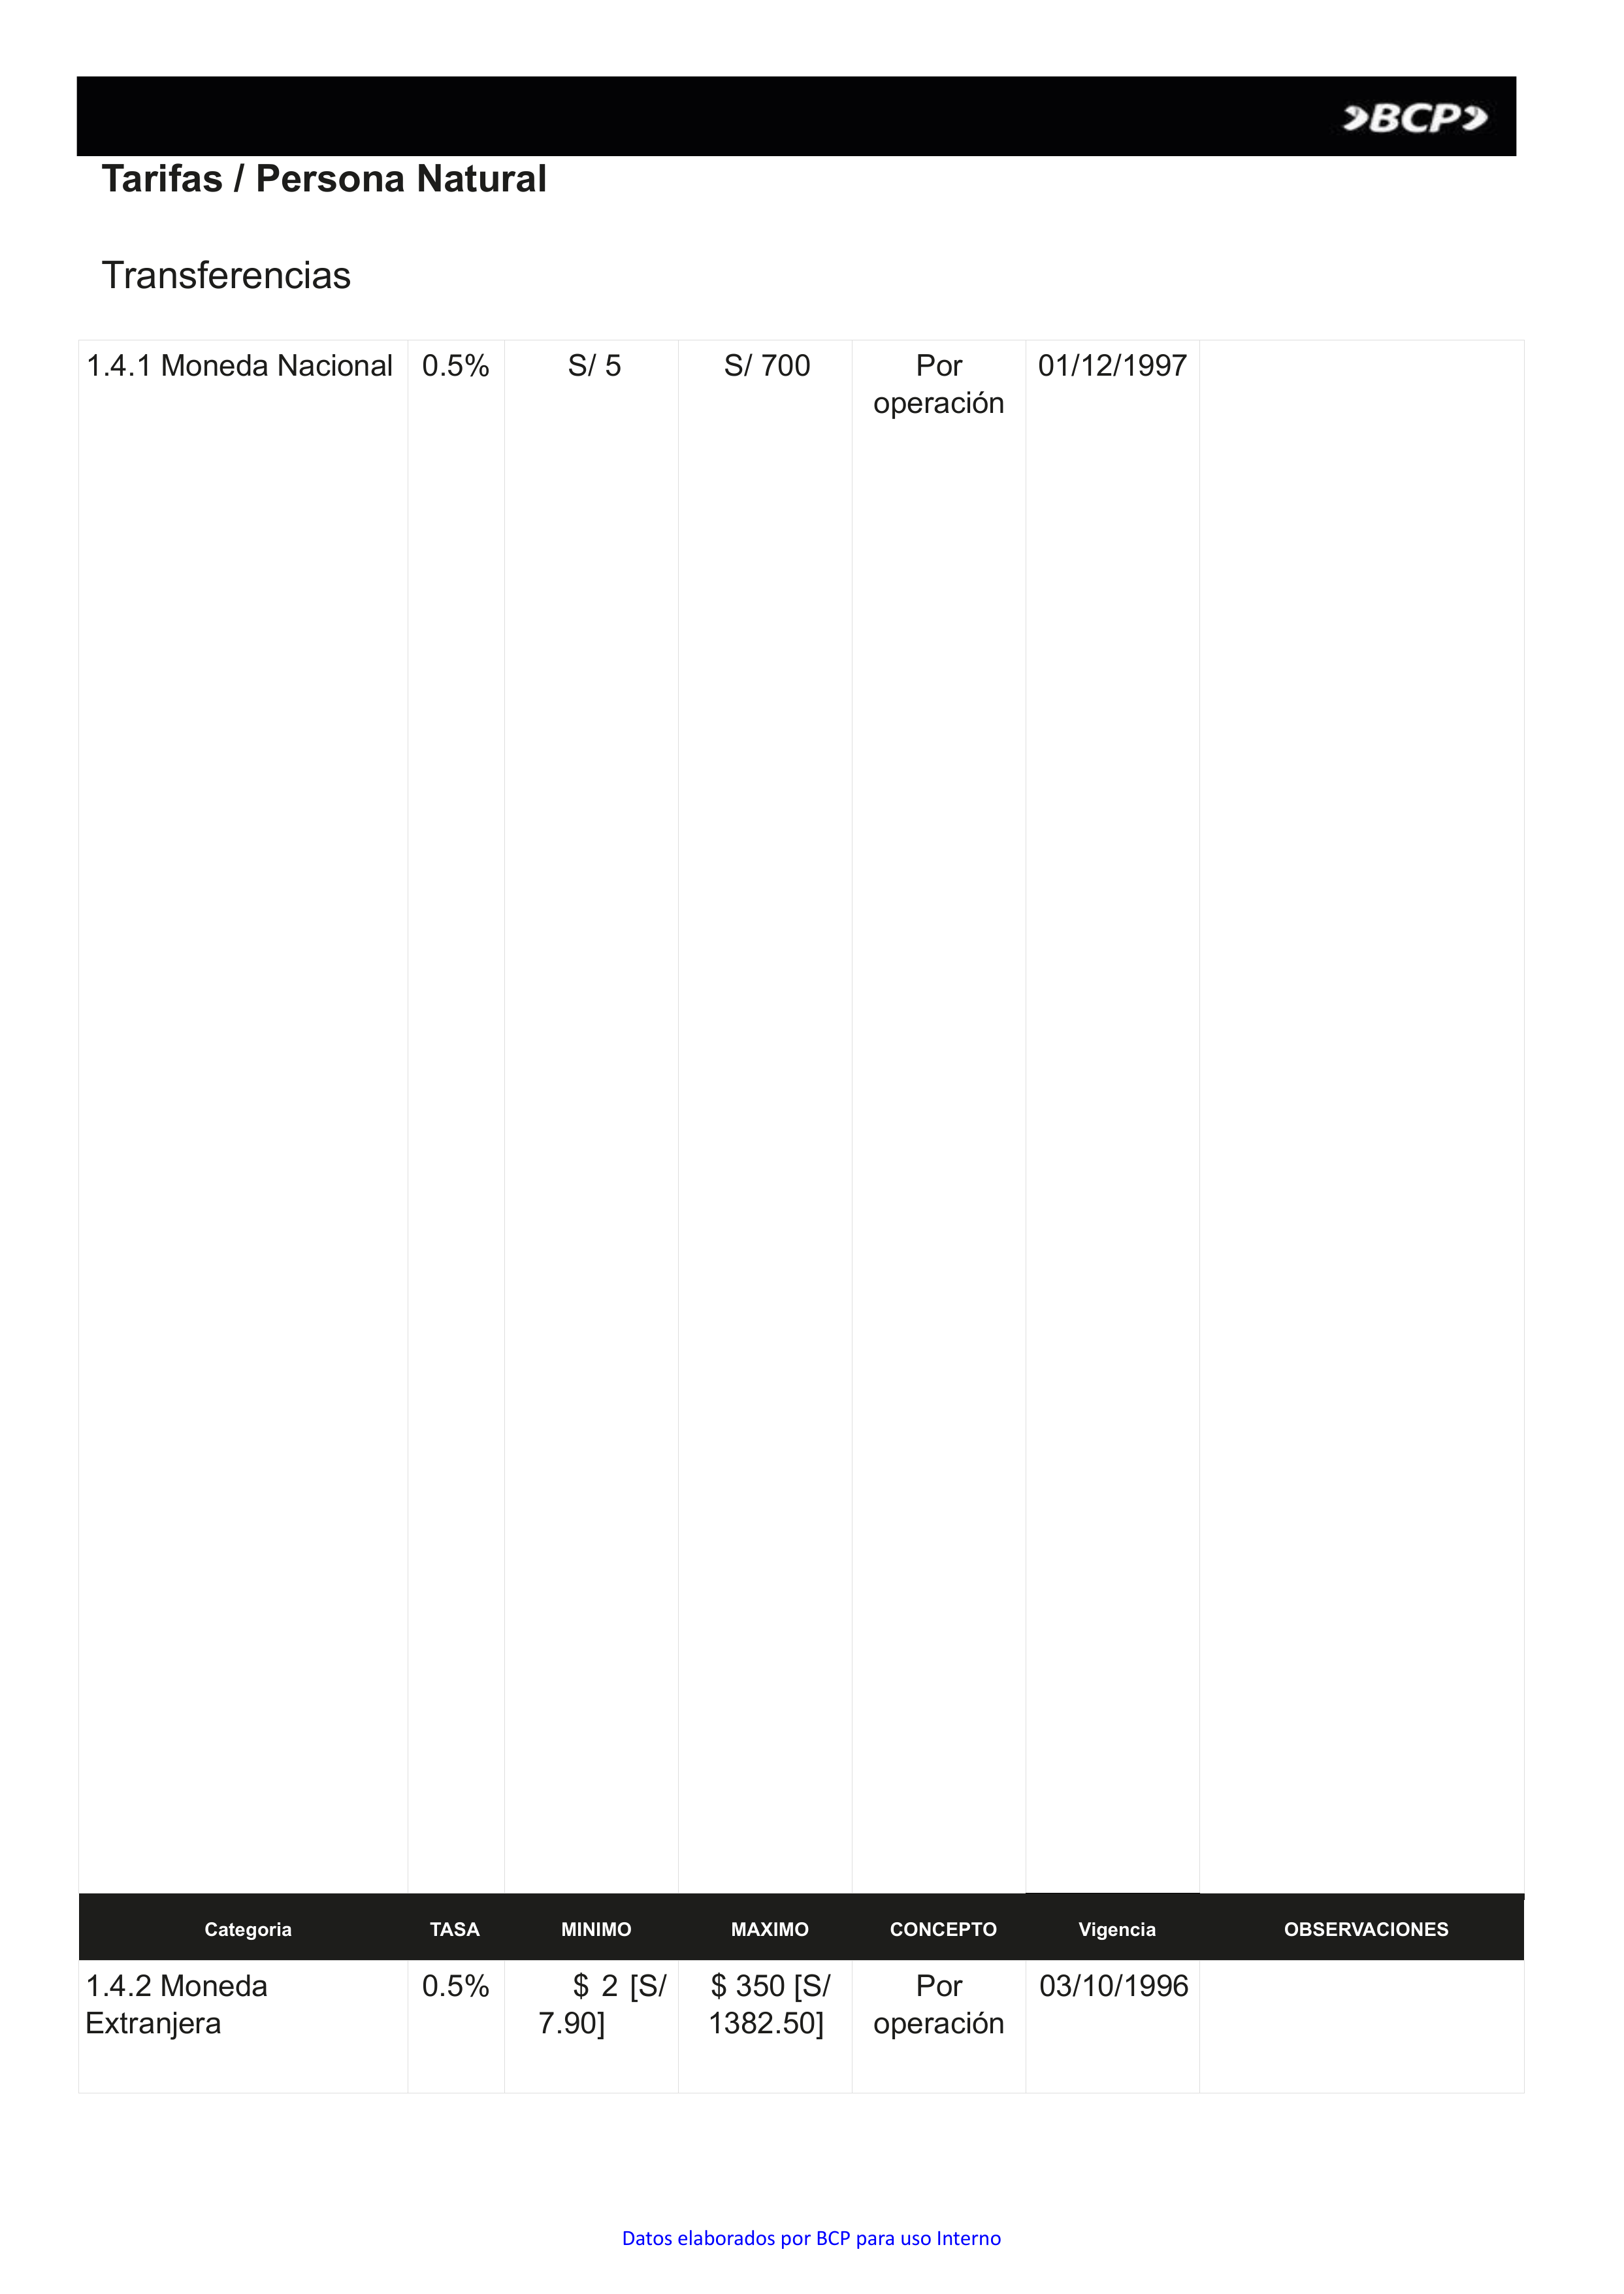 BCP
Tarifas / Persona Natural
Transferencias
1.4.1 Moneda Nacional 0.5% S/ 5 S/ 700 Por operación 01/12/1997
Categoria TASA MINIMO MAXIMO CONCEPTO Vigencia OBSERVACIONES
1.4.2 Moneda Extranjera 0.5% $ 2 [S/ 7.90] $ 350 [S/ 1382.50] Por operación 03/10/1996
Datos elaborados por BCP para uso Interno